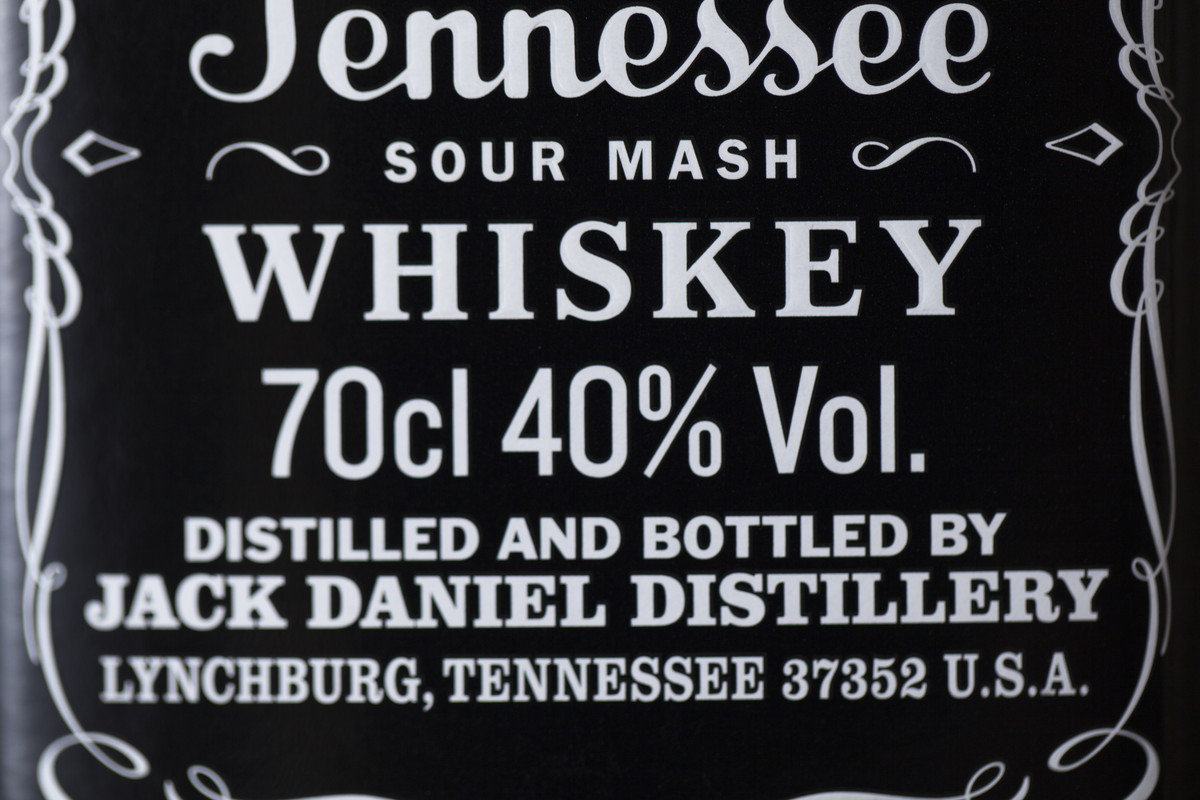 Tennessee
SOUR MASH
WHISKEY
70cl 40% Vol.
DISTILLED AND BOTTLED BY
JACK DANIEL DISTILLERY
LYNCHBURG, TENNESSEE 37352 U.S.A.